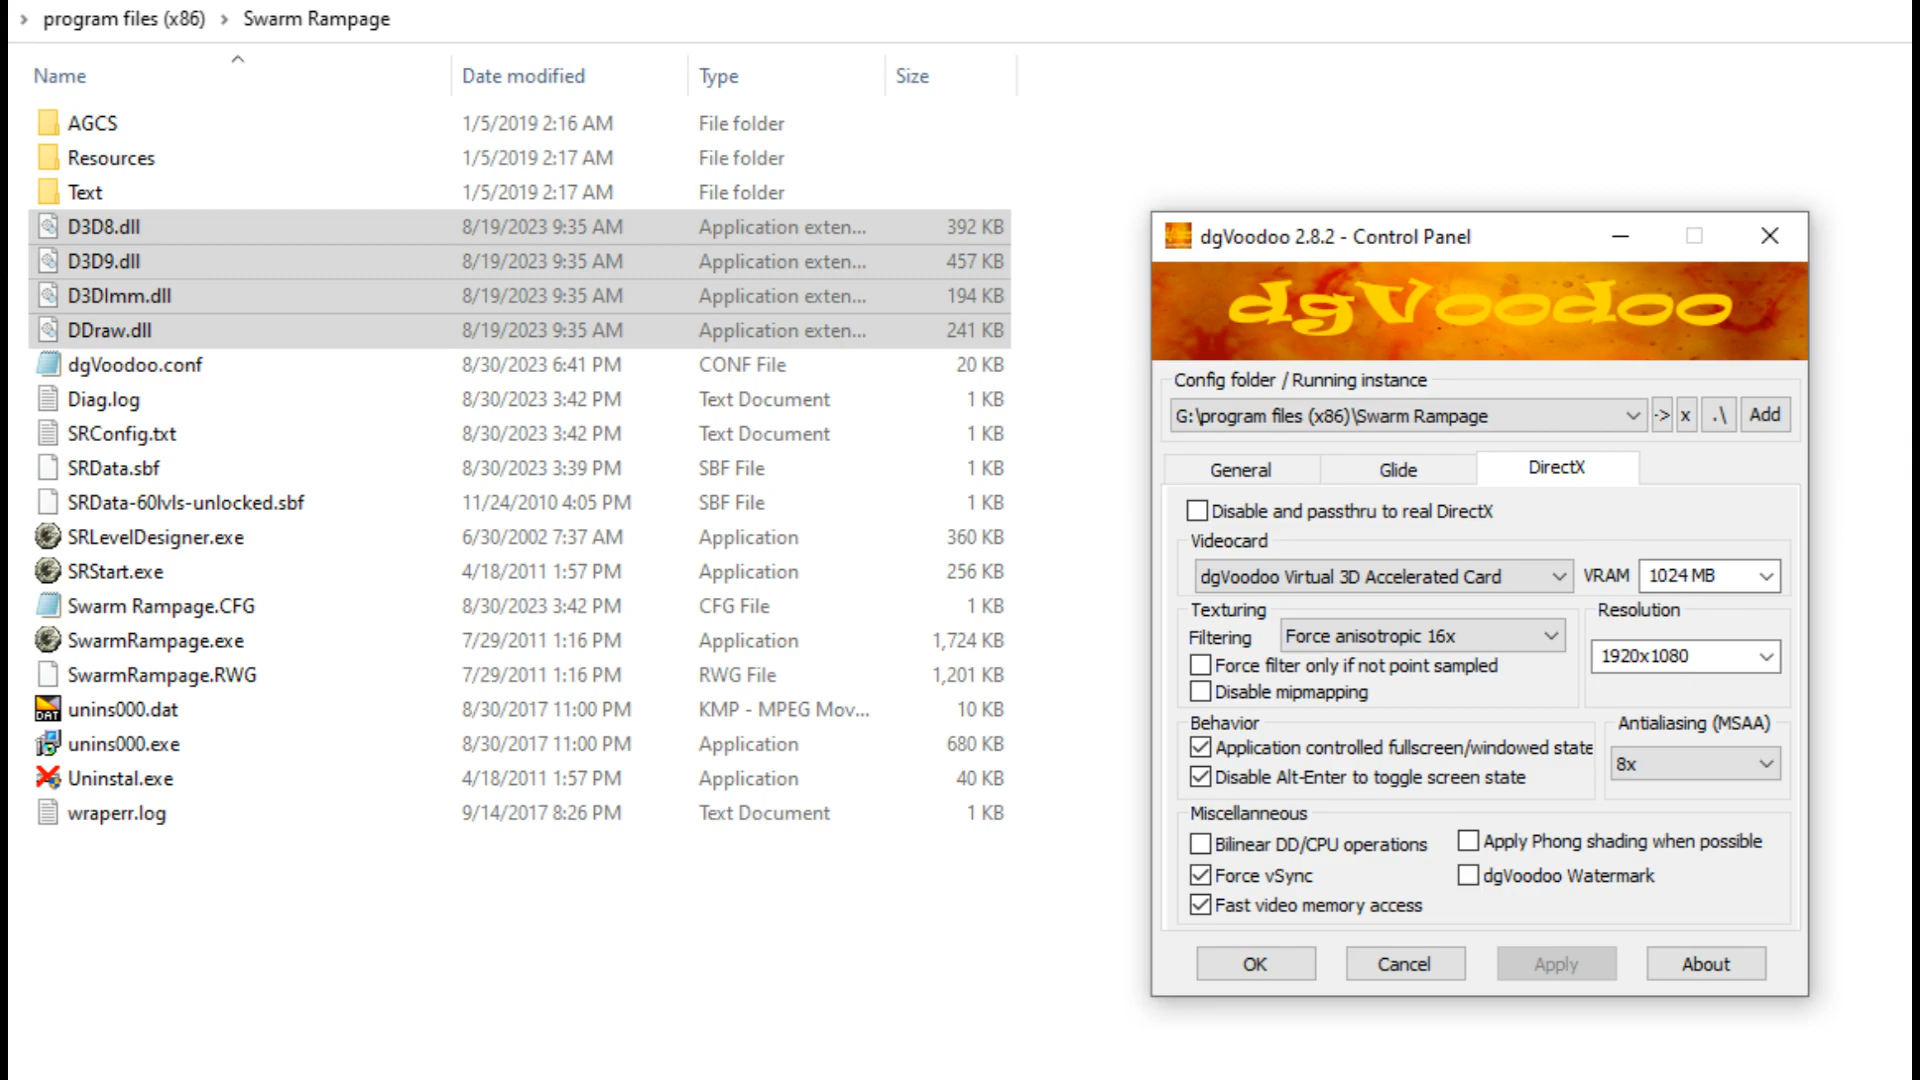 › program files (x86) › Swarm Rampage
Name Date modified Type Size
AGCS 1/5/2019 2:16 AM File folder
Resources 1/5/2019 2:17 AM File folder
Text 1/5/2019 2:17 AM File folder
D3D8.dll 8/19/2023 9:35 AM Application exten... 392 KB
D3D9.dll 8/19/2023 9:35 AM Application exten... 457 KB
D3DImm.dll 8/19/2023 9:35 AM Application exten... 194 KB
DDraw.dll 8/19/2023 9:35 AM Application exten... 241 KB
dgVoodoo.conf 8/30/2023 6:41 PM CONF File 20 KB
Diag.log 8/30/2023 3:42 PM Text Document 1 KB
SRConfig.txt 8/30/2023 3:42 PM Text Document 1 KB
SRData.sbf 8/30/2023 3:39 PM SBF File 1 KB
SRData-60lvls-unlocked.sbf 11/24/2010 4:05 PM SBF File 1 KB
SRLevelDesigner.exe 6/30/2002 7:37 AM Application 360 KB
SRStart.exe 4/18/2011 1:57 PM Application 256 KB
Swarm Rampage.CFG 8/30/2023 3:42 PM CFG File 1 KB
SwarmRampage.exe 7/29/2011 1:16 PM Application 1,724 KB
SwarmRampage.RWG 7/29/2011 1:16 PM RWG File 1,201 KB
DAT unins000.dat 8/30/2017 11:00 PM KMP - MPEG Mov... 10 KB
unins000.exe 8/30/2017 11:00 PM Application 680 KB
Uninstal.exe 4/18/2011 1:57 PM Application 40 KB
wraperr.log 9/14/2017 8:26 PM Text Document 1 KB
dgVoodoo 2.8.2 - Control Panel
dgVoodoo
Config folder / Running instance
G:\program files (x86)\Swarm Rampage -> x .\ Add
General Glide DirectX
Disable and passthru to real DirectX
Videocard
dgVoodoo Virtual 3D Accelerated Card VRAM 1024 MB
Texturing Resolution
Filtering Force anisotropic 16x
1920x1080
Force filter only if not point sampled
Disable mipmapping
Behavior Antialiasing (MSAA)
Application controlled fullscreen/windowed state
8x
Disable Alt-Enter to toggle screen state
Miscellaneous
Bilinear DD/CPU operations Apply Phong shading when possible
Force vSync dgVoodoo Watermark
Fast video memory access
OK Cancel Apply About